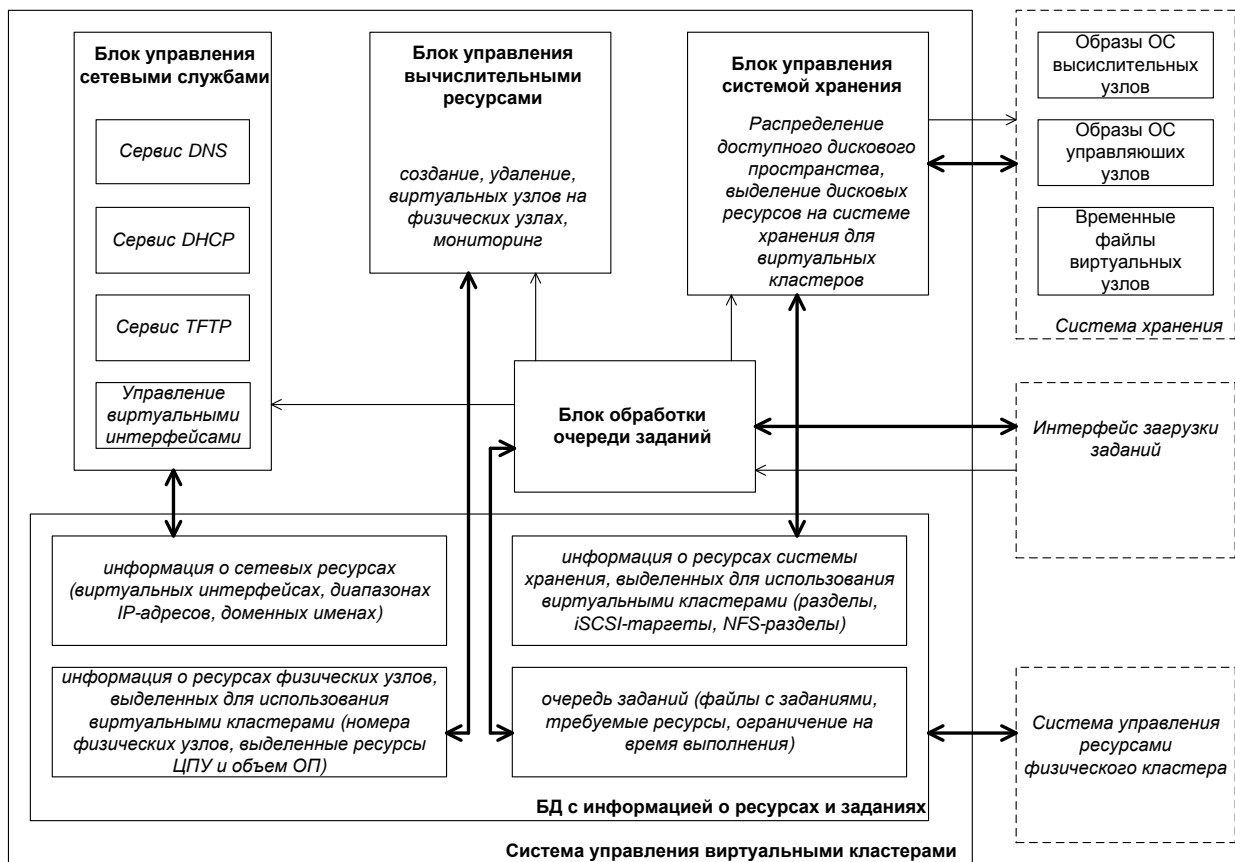 Блок управления
сетевыми службами
Сервис DNS
Сервис DHCP
Сервис TFTP
Управление
виртуальными
интерфейсами
Блок управления
вычислительными
ресурсами
создание, удаление,
виртуальных узлов на
физических узлах,
мониторинг
Блок управления
системой хранения
Распределение
доступного дискового
пространства,
выделение дисковых
ресурсов на системе
хранения для
виртуальных
кластеров
Образы ОС
высислительных
узлов
Образы ОС
управляюших
узлов
Временные
файлы
виртуальных
узлов
Система хранения
Блок обработки
очереди заданий
Интерфейс загрузки
заданий
информация о сетевых ресурсах
(виртуальных интерфейсах, диапазонах
IP-адресов, доменных именах)
информация о ресурсах системы
хранения, выделенных для использования
виртуальными кластерами (разделы,
iSCSI-таргеты, NFS-разделы)
информация о ресурсах физических узлов,
выделенных для использования
виртуальными кластерами (номера
физических узлов, выделенные ресурсы
ЦПУ и объем ОП)
очередь заданий (файлы с заданиями,
требуемые ресурсы, ограничение на
время выполнения)
Система управления
ресурсами
физического кластера
БД с информацией о ресурсах и заданиях
Система управления виртуальными кластерами